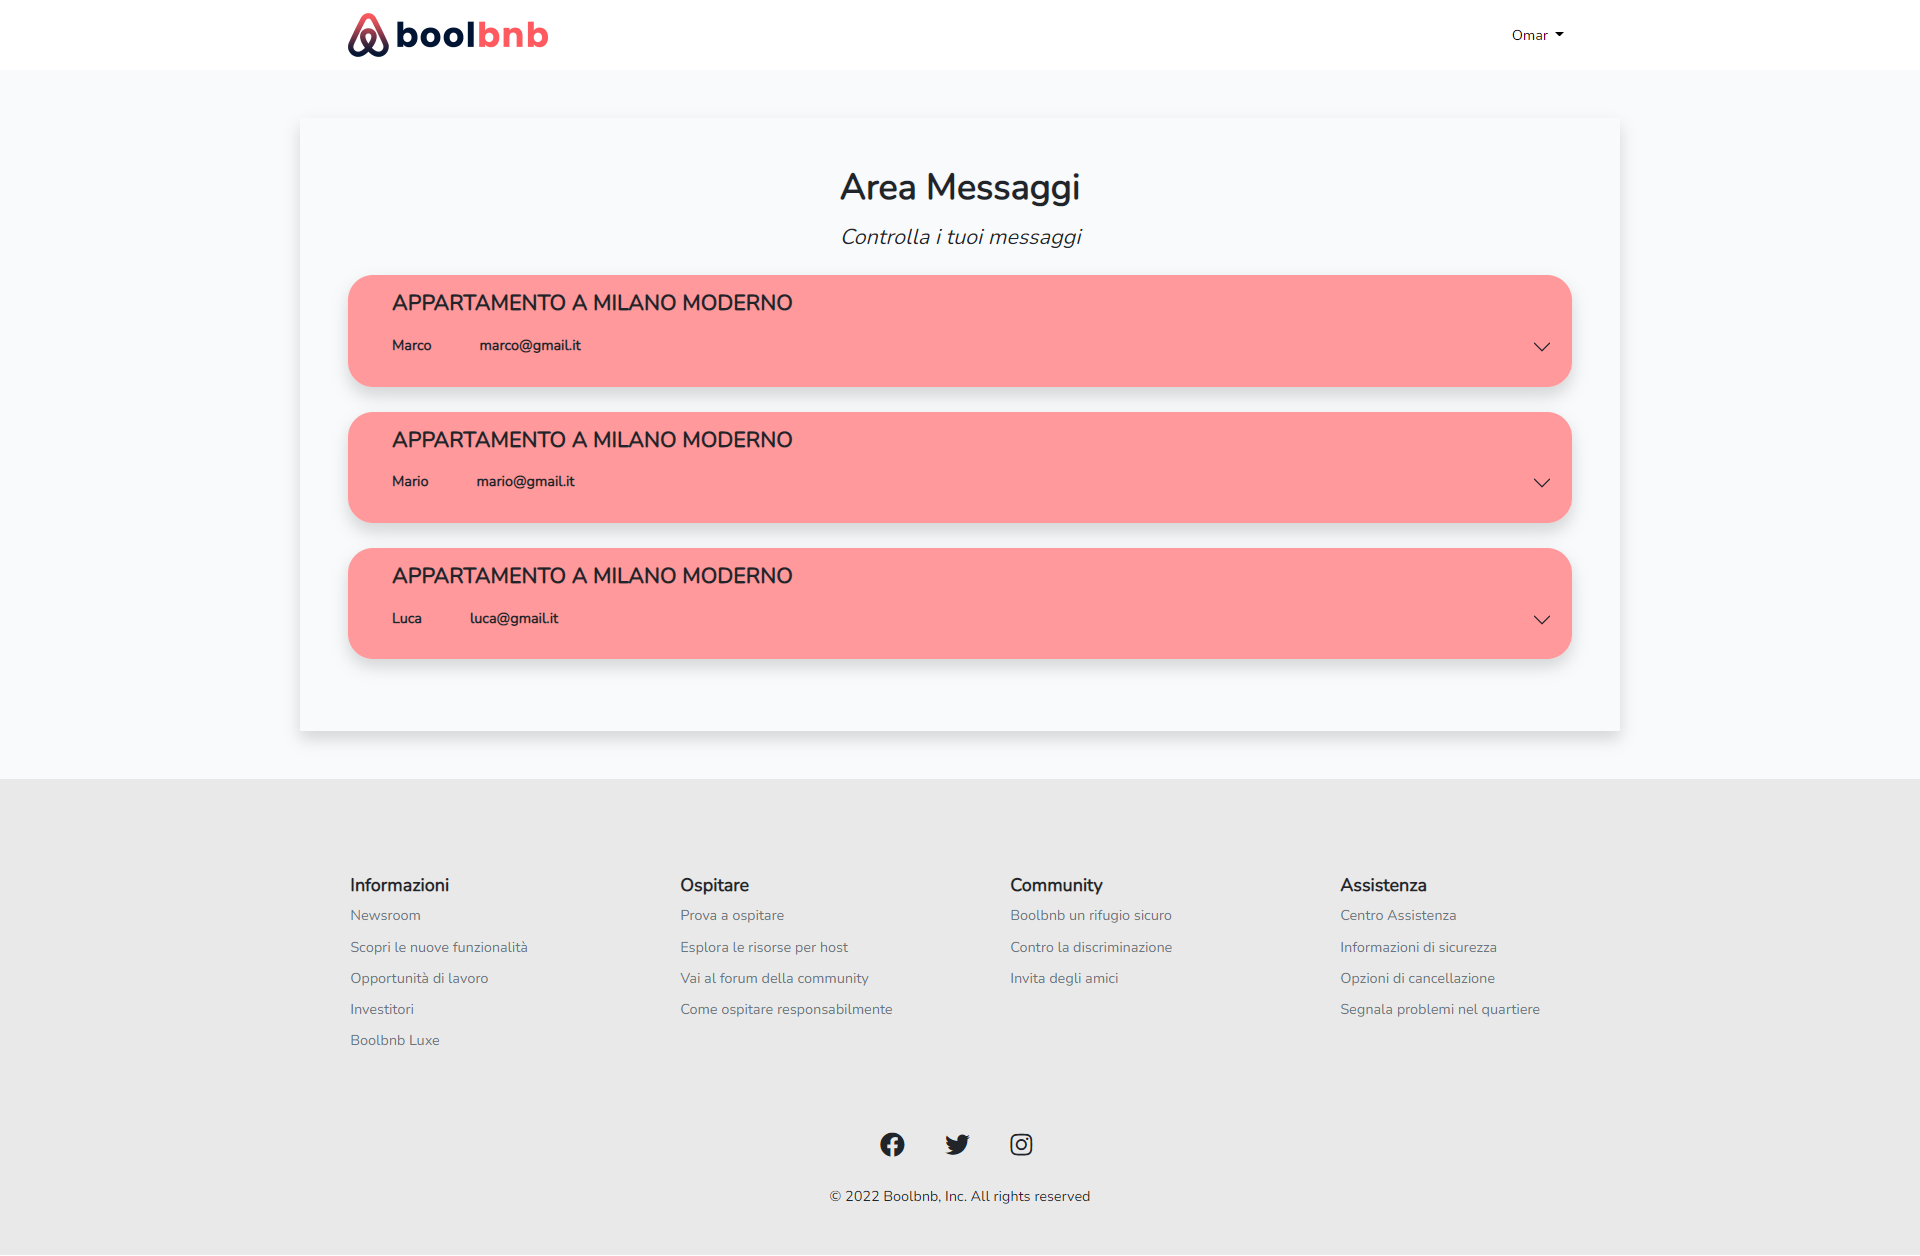 boolbnb
Omar
Area Messaggi
Controlla i tuoi messaggi
APPARTAMENTO A MILANO MODERNO
Marco marco@gmail.it
APPARTAMENTO A MILANO MODERNO
Mario mario@gmail.it
APPARTAMENTO A MILANO MODERNO
Luca luca@gmail.it
Informazioni
Newsroom
Scopri le nuove funzionalità
Opportunità di lavoro
Investitori
Boolbnb Luxe
Ospitare
Prova a ospitare
Esplora le risorse per host
Vai al forum della community
Come ospitare responsabilmente
Community
Boolbnb un rifugio sicuro
Contro la discriminazione
Invita degli amici
Assistenza
Centro Assistenza
Informazioni di sicurezza
Opzioni di cancellazione
Segnala problemi nel quartiere
© 2022 Boolbnb, Inc. All rights reserved